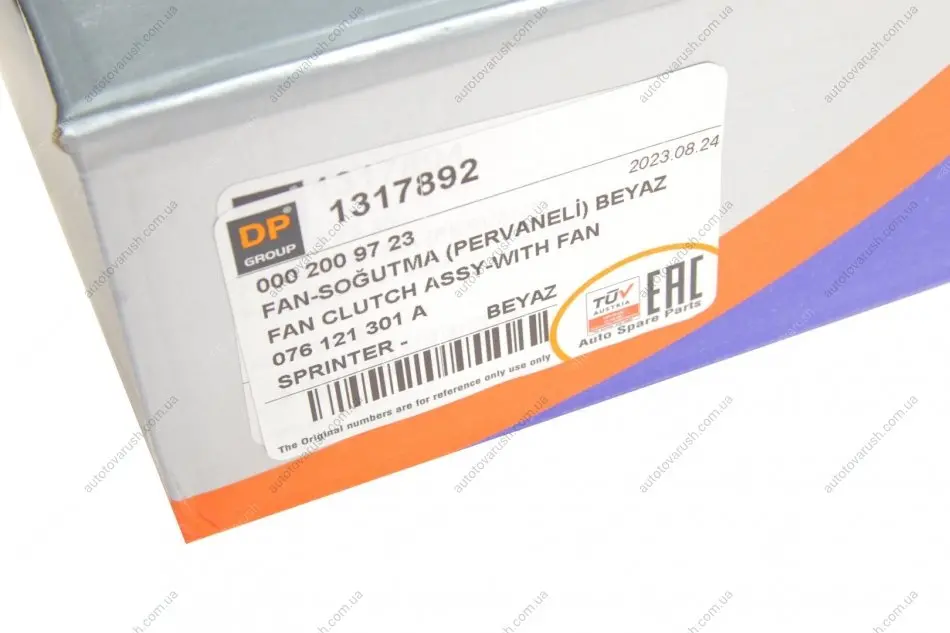 DP
GROUP
1317892
2023.08.24
000 200 97 23
FAN-SOĞUTMA (PERVANELİ) BEYAZ
FAN CLUTCH ASSY-WITH FAN
076 121 301 A
BEYAZ
SPRINTER -
TÜV
AUSTRIA
EAC
Auto Spare Parts
The Original numbers are for reference only use only
autotovarush.com.ua